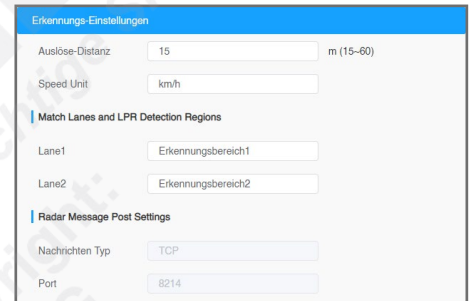 Erkennungs-Einstellungen
Auslöse-Distanz 15 m (15~60)
Speed Unit km/h
Match Lanes and LPR Detection Regions
Lane1 Erkennungsbereich1
Lane2 Erkennungsbereich2
Radar Message Post Settings
Nachrichten Typ TCP
Port 8214